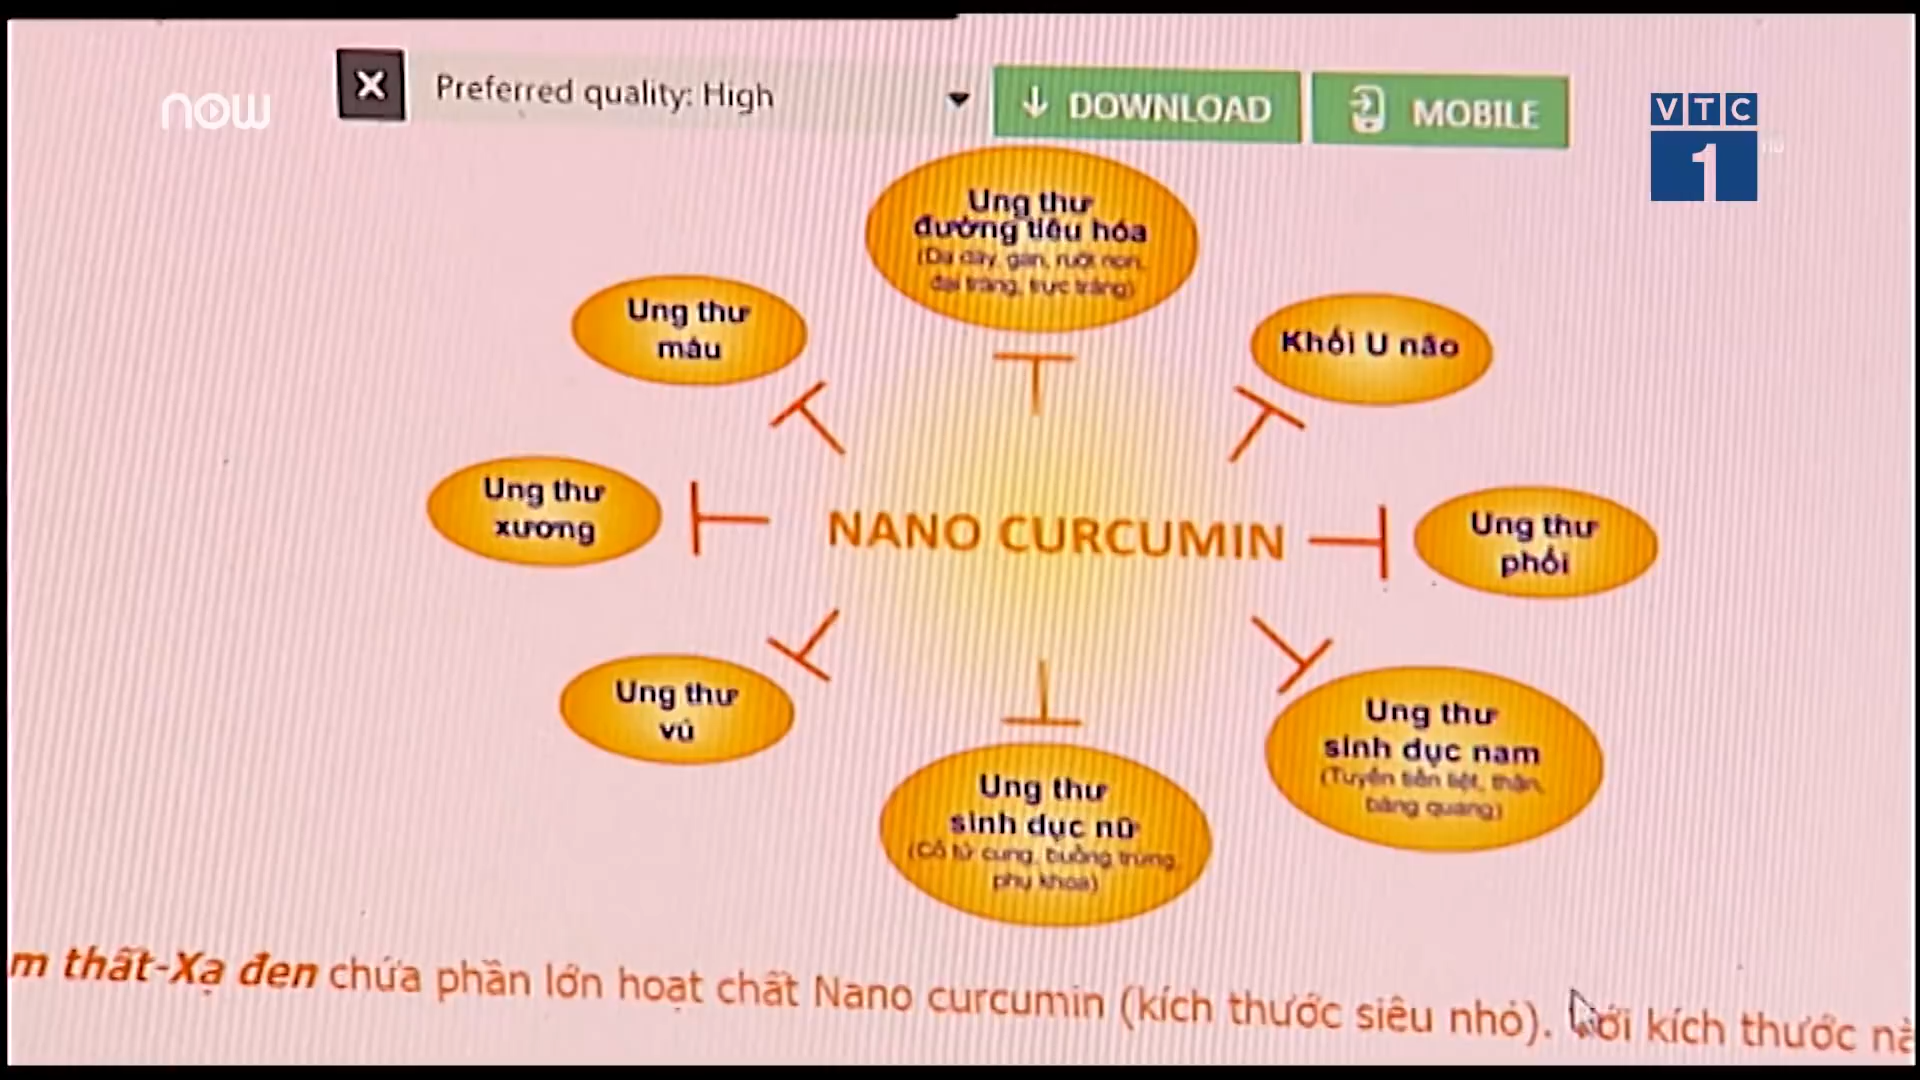 now
Preferred quality: High
DOWNLOAD
MOBILE
VTC
1
HD
Ung thư
đường tiêu hóa
(Dạ dày, gan, ruột non,
đại tràng, trực tràng)
Ung thư
máu
Khối U não
Ung thư
xương
NANO CURCUMIN
Ung thư
phổi
Ung thư
vú
Ung thư
sinh dục nam
(Tuyến tiền liệt, thận,
bàng quang)
Ung thư
sinh dục nữ
(Cổ tử cung, buồng trứng,
phụ khoa)
m thất-Xạ đen chứa phần lớn hoạt chất Nano curcumin (kích thước siêu nhỏ). Với kích thước nà